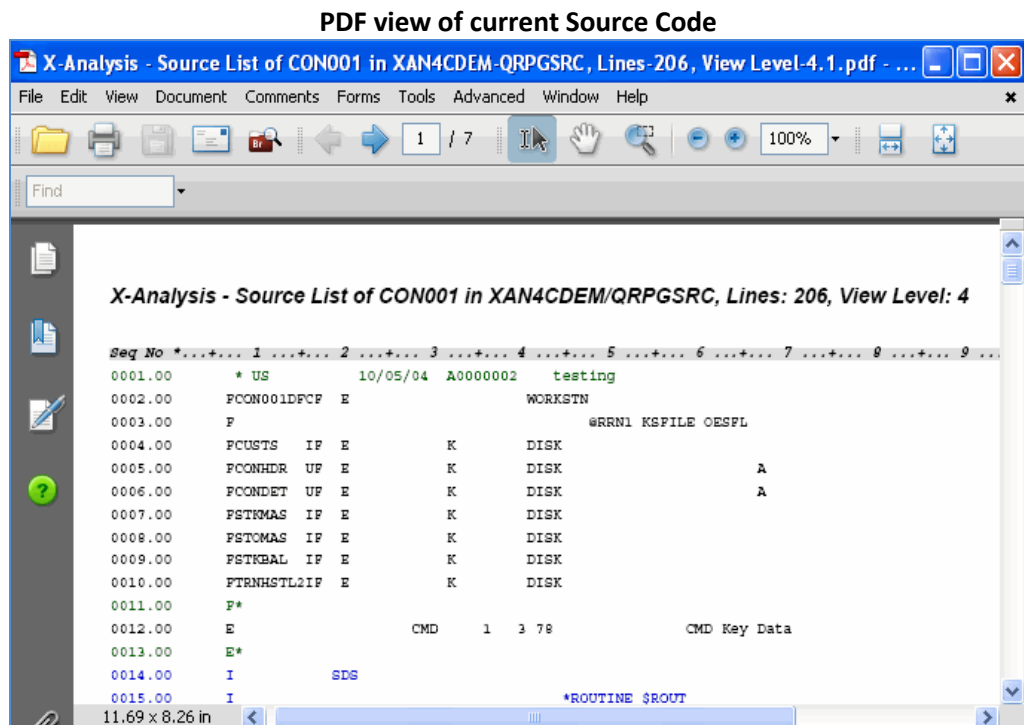 PDF view of current Source Code
X-Analysis - Source List of CON001 in XAN4CDEM-QRPGSRC, Lines-206, View Level-4.1.pdf - ...
File Edit View Document Comments Forms Tools Advanced Window Help
1 / 7 100%
Find
X-Analysis - Source List of CON001 in XAN4CDEM/QRPGSRC, Lines: 206, View Level: 4
Seq No *...+... 1 ...+... 2 ...+... 3 ...+... 4 ...+... 5 ...+... 6 ...+... 7 ...+... 8 ...+... 9 ...
0001.00 * US 10/05/04 A0000002 testing
0002.00 FCON001DFCF E WORKSTN
0003.00 F @RRN1 KSFILE OESFL
0004.00 FCUSTS IF E K DISK
0005.00 FCONHDR UF E K DISK A
0006.00 FCONDET UF E K DISK A
0007.00 FSTKMAS IF E K DISK
0008.00 FSTOMAS IF E K DISK
0009.00 FSTKBAL IF E K DISK
0010.00 FTRNHSTL2IF E K DISK
0011.00 F*
0012.00 E CMD 1 3 78 CMD Key Data
0013.00 E*
0014.00 I SDS
0015.00 I *ROUTINE $ROUT
11.69 x 8.26 in